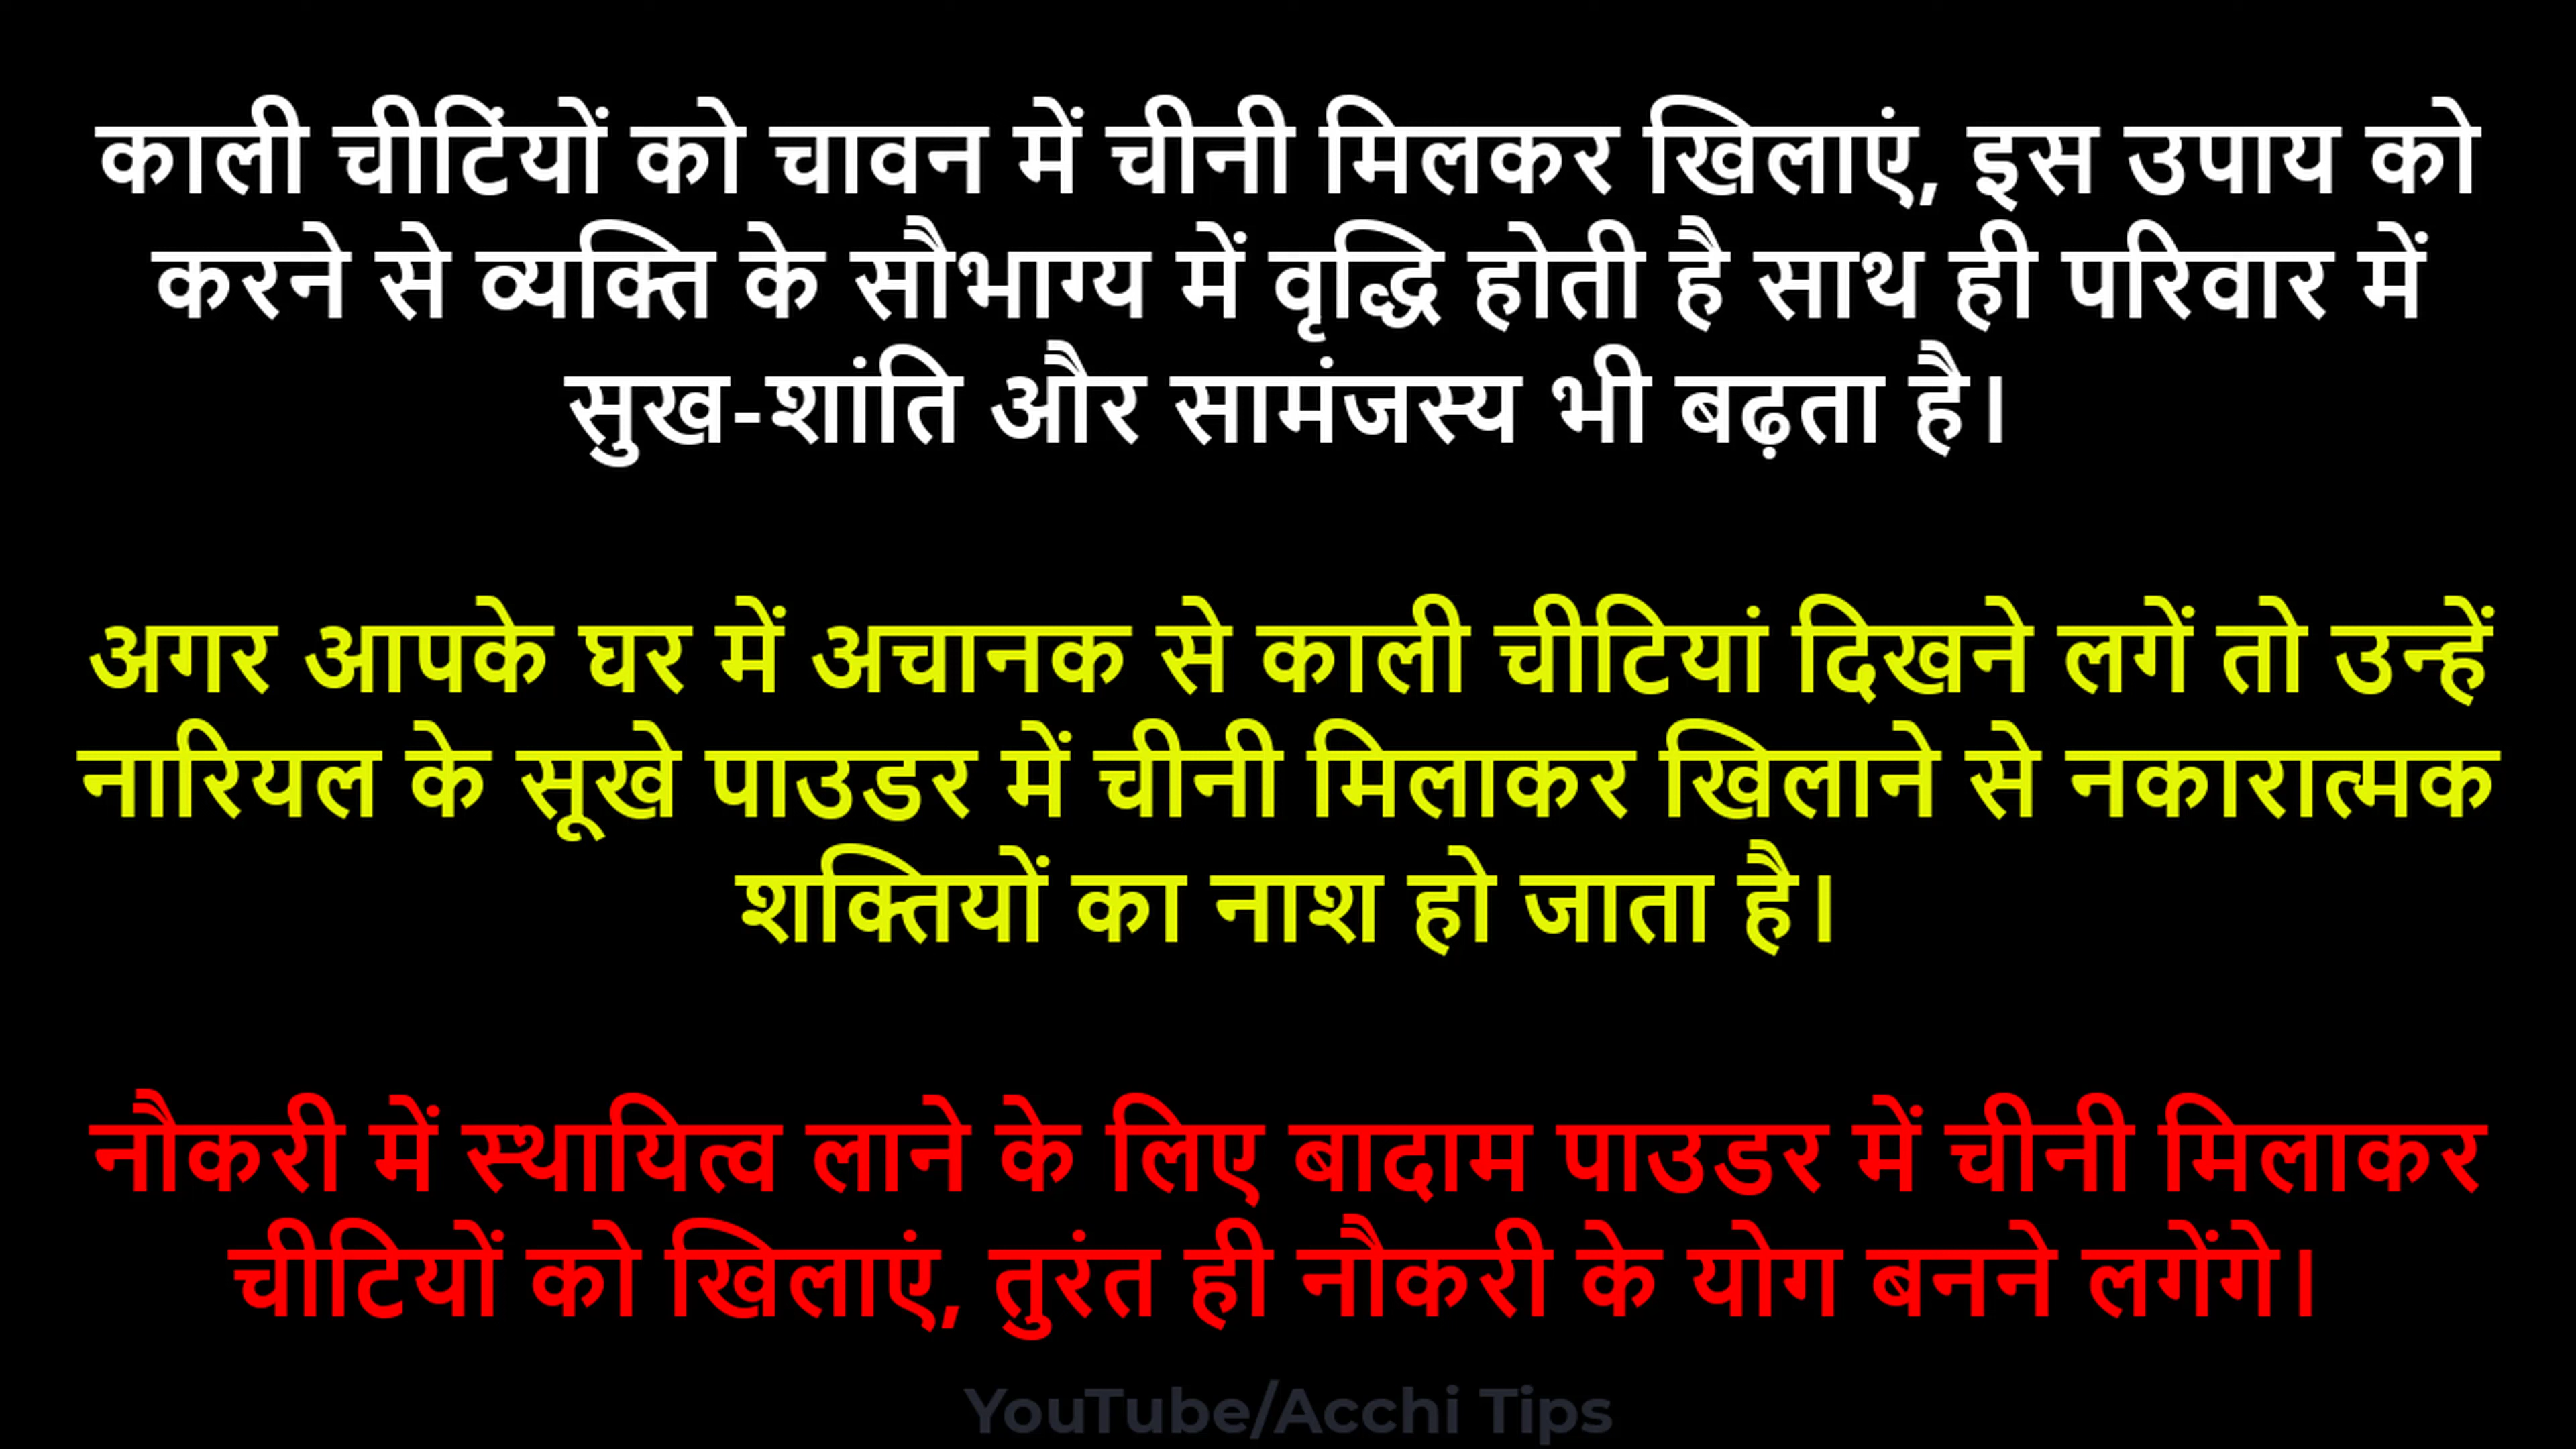 काली चीटिंयों को चावन में चीनी मिलकर खिलाएं, इस उपाय को
करने से व्यक्ति के सौभाग्य में वृद्धि होती है साथ ही परिवार में
सुख-शांति और सामंजस्य भी बढ़ता है।
अगर आपके घर में अचानक से काली चीटियां दिखने लगें तो उन्हें
नारियल के सूखे पाउडर में चीनी मिलाकर खिलाने से नकारात्मक
शक्तियों का नाश हो जाता है।
नौकरी में स्थायित्व लाने के लिए बादाम पाउडर में चीनी मिलाकर
चीटियों को खिलाएं, तुरंत ही नौकरी के योग बनने लगेंगे।
YouTube/Acchi Tips